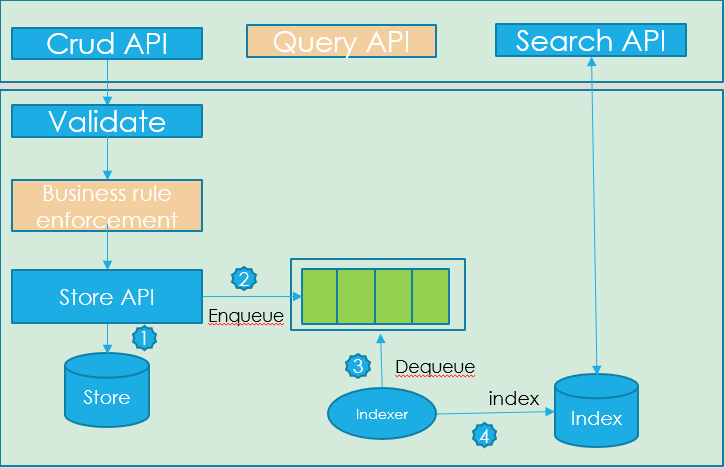 Crud API
Query API
Search API
Validate
Business rule
enforcement
Store API
2
Enqueue
1
3
Dequeue
Store
Indexer
index
4
Index